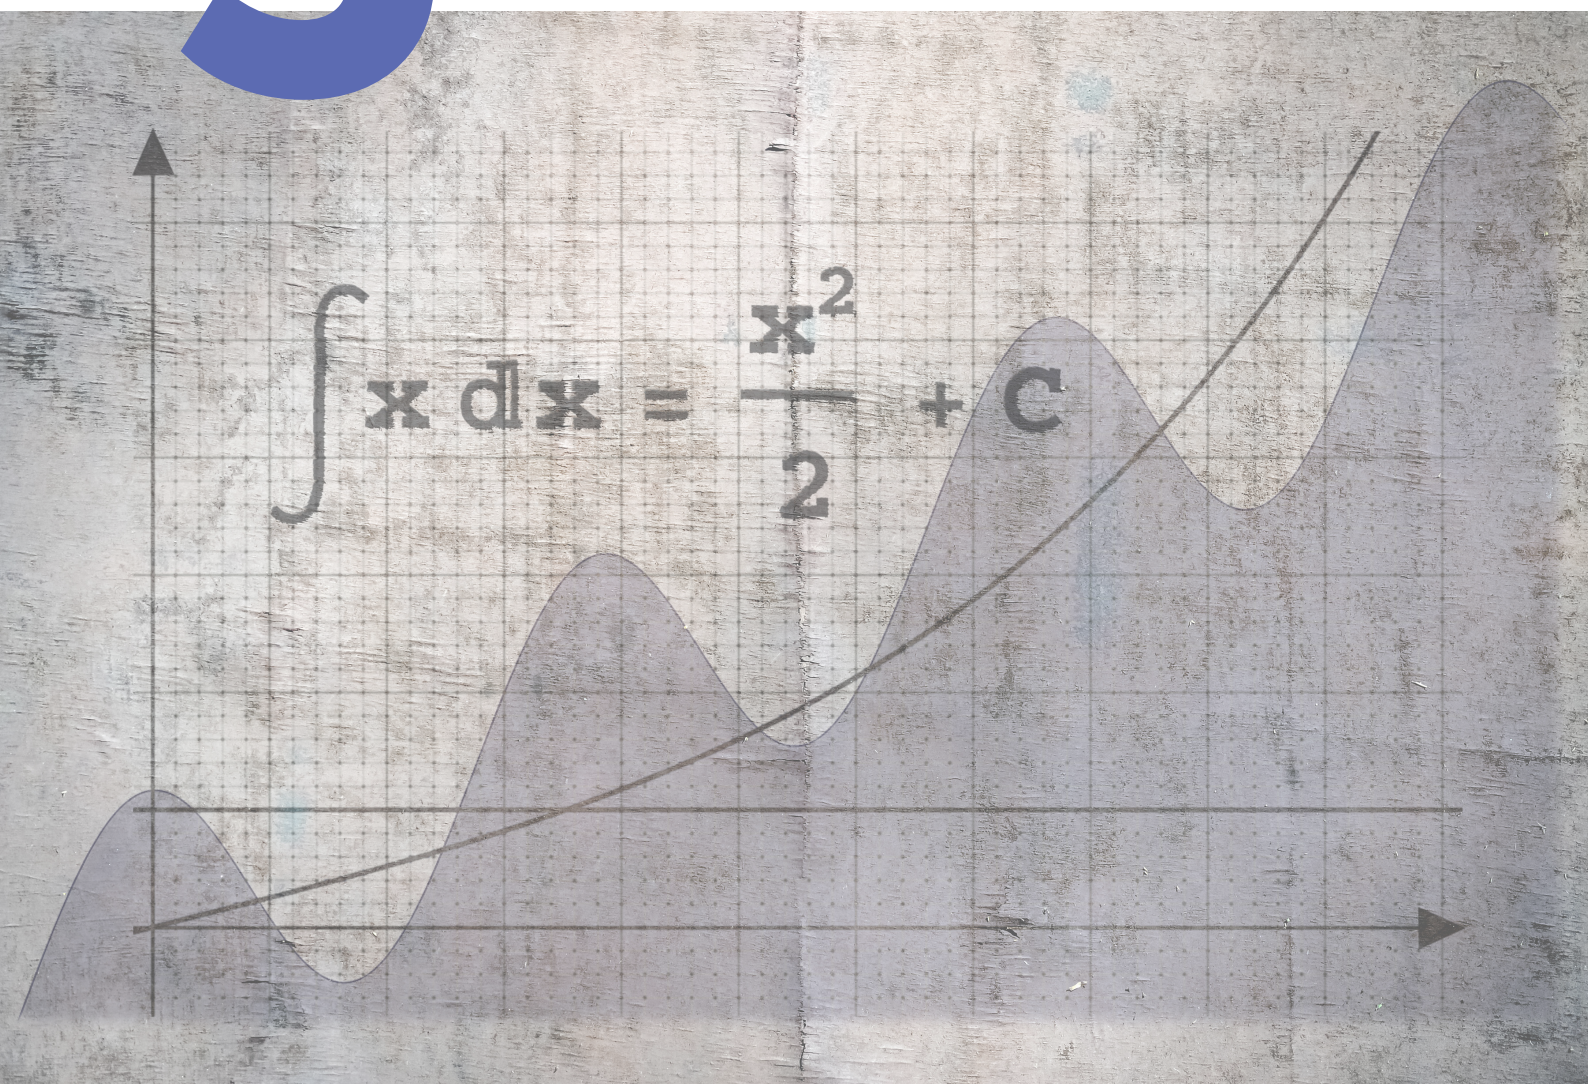 ∫ x dx = x²/2 + C